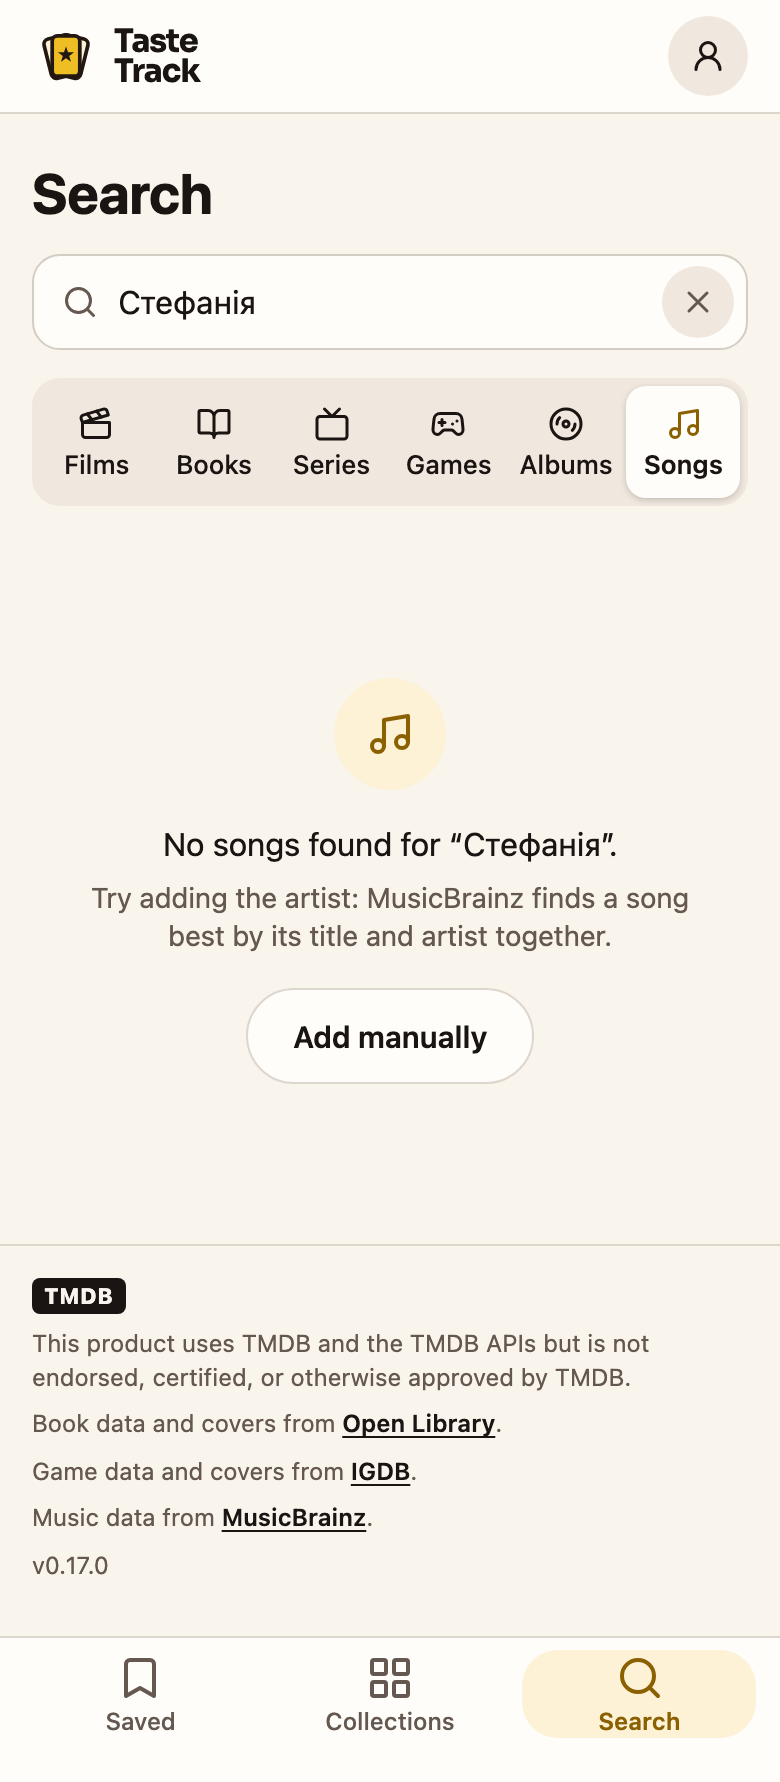 Taste
Track
Search
Стефанія
Films
Books
Series
Games
Albums
Songs
No songs found for “Стефанія”.
Try adding the artist: MusicBrainz finds a song
best by its title and artist together.
Add manually
TMDB
This product uses TMDB and the TMDB APIs but is not
endorsed, certified, or otherwise approved by TMDB.
Book data and covers from Open Library.
Game data and covers from IGDB.
Music data from MusicBrainz.
v0.17.0
Saved
Collections
Search